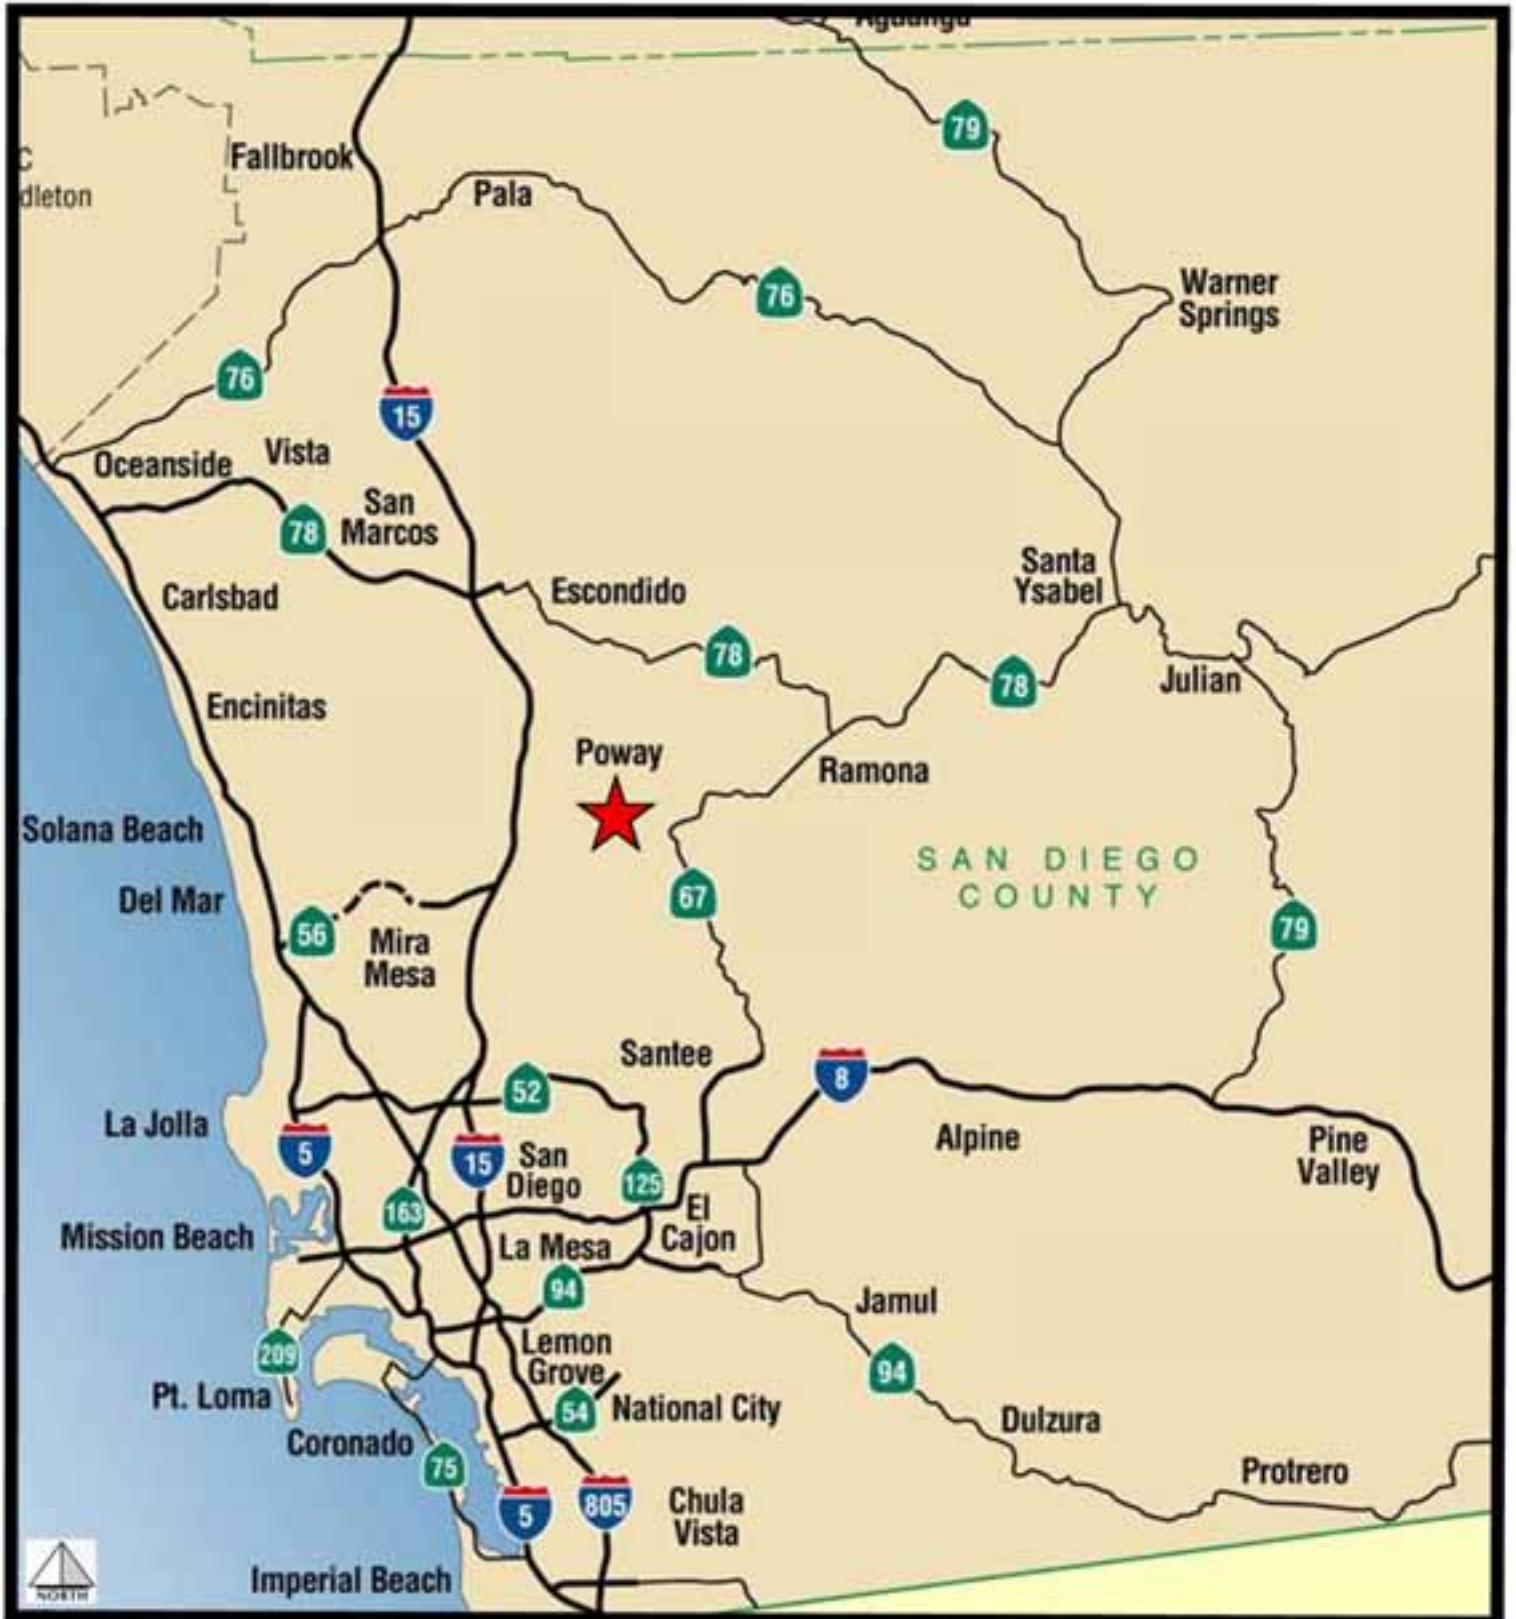 Aguanga
79
Fallbrook
C
dleton
Pala
Warner
Springs
76
76
15
Oceanside
Vista
San
Marcos
78
Santa
Ysabel
Carlsbad
Escondido
78
78
Julian
Encinitas
Poway
Ramona
Solana Beach
SAN DIEGO
COUNTY
Del Mar
67
56
79
Mira
Mesa
Santee
8
52
La Jolla
5
15
San
Diego
125
Alpine
Pine
Valley
163
El
Cajon
Mission Beach
La Mesa
94
Jamul
209
Lemon
Grove
94
Pt. Loma
54
National City
Dulzura
Coronado
75
Protrero
5
805
Chula
Vista
Imperial Beach
NORTH